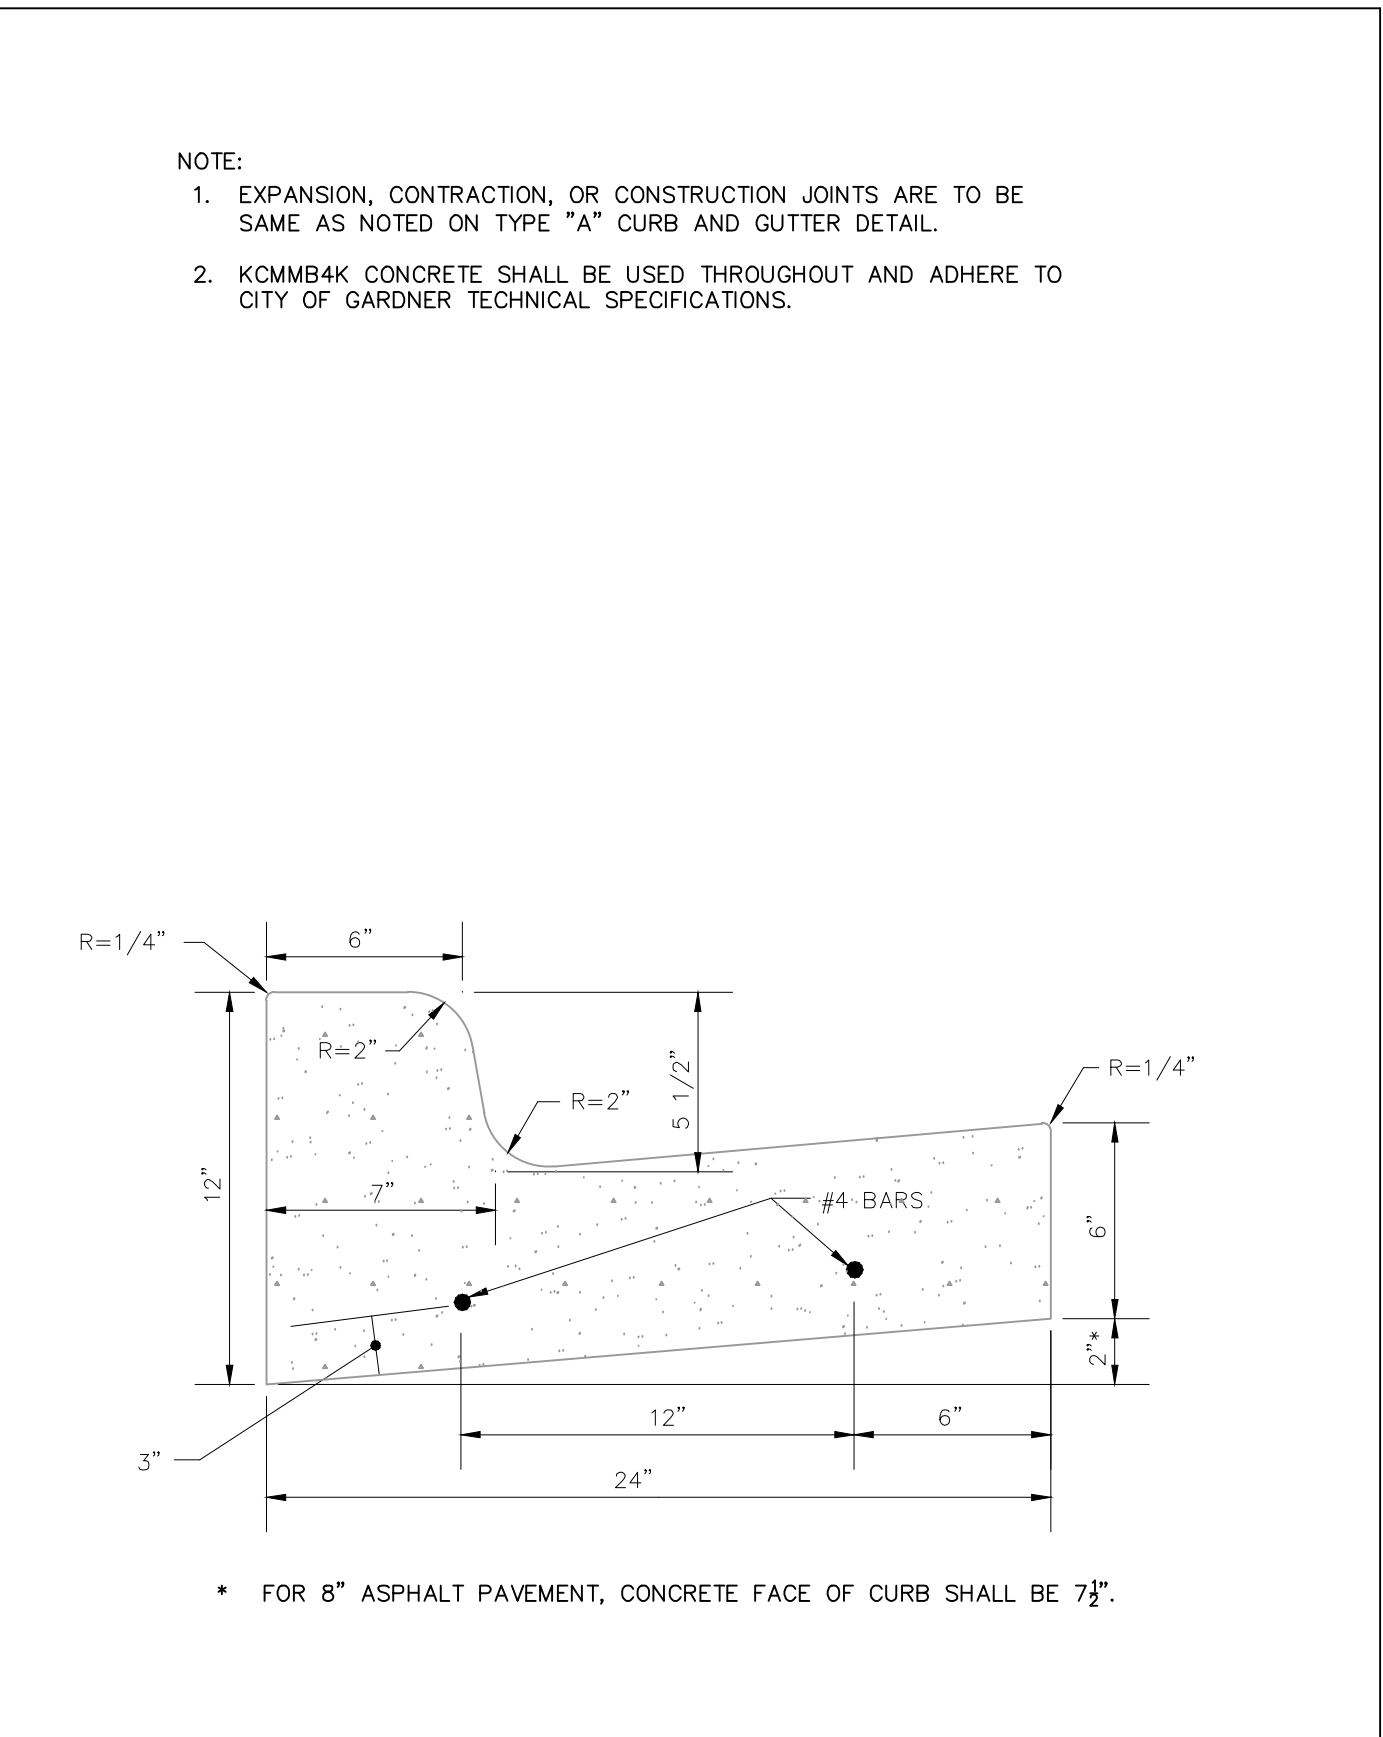 NOTE:
1. EXPANSION, CONTRACTION, OR CONSTRUCTION JOINTS ARE TO BE
SAME AS NOTED ON TYPE "A" CURB AND GUTTER DETAIL.
2. KCMMB4K CONCRETE SHALL BE USED THROUGHOUT AND ADHERE TO
CITY OF GARDNER TECHNICAL SPECIFICATIONS.
R=1/4"
6"
R=2"
5 1/2"
R=2"
R=1/4"
12"
7"
#4 BARS
6"
2"*
12"
6"
3"
24"
* FOR 8" ASPHALT PAVEMENT, CONCRETE FACE OF CURB SHALL BE 7½".